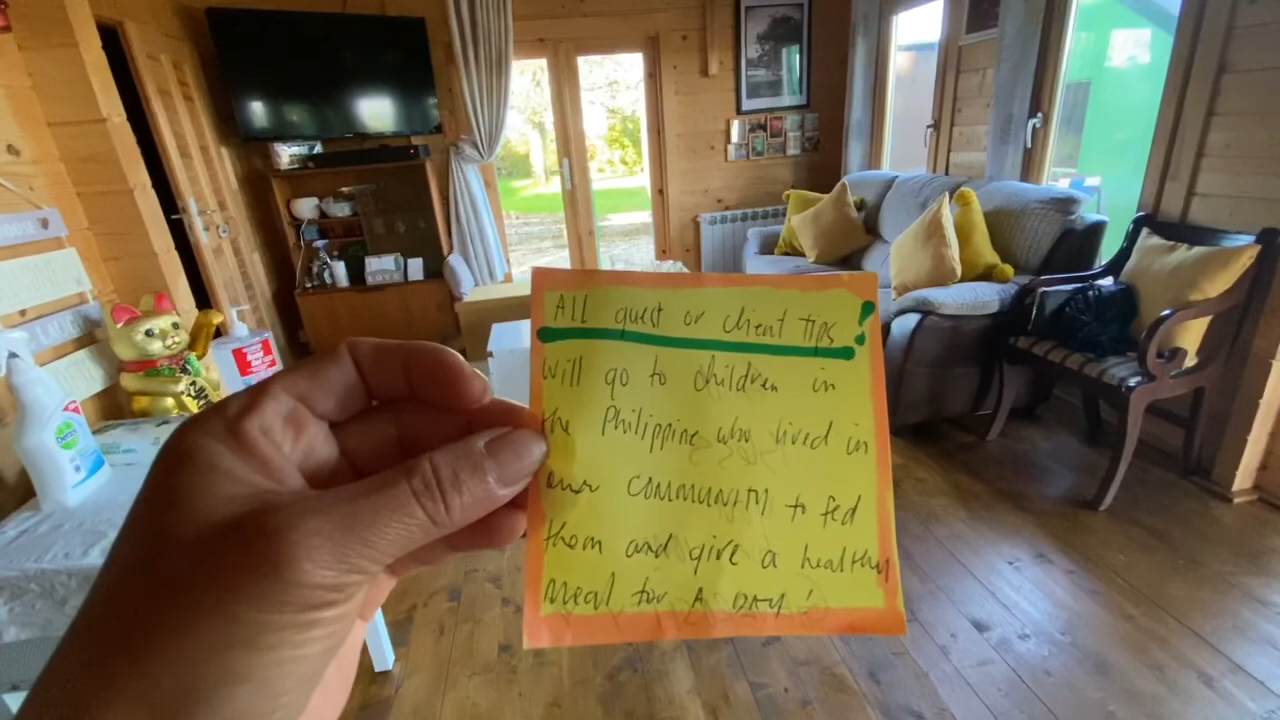 ALL guest or client tips!
will go to children in
the Philippine who lived in
our COMMUNITY to fed
them and give a healthy
meal for A DAY!
Dettol